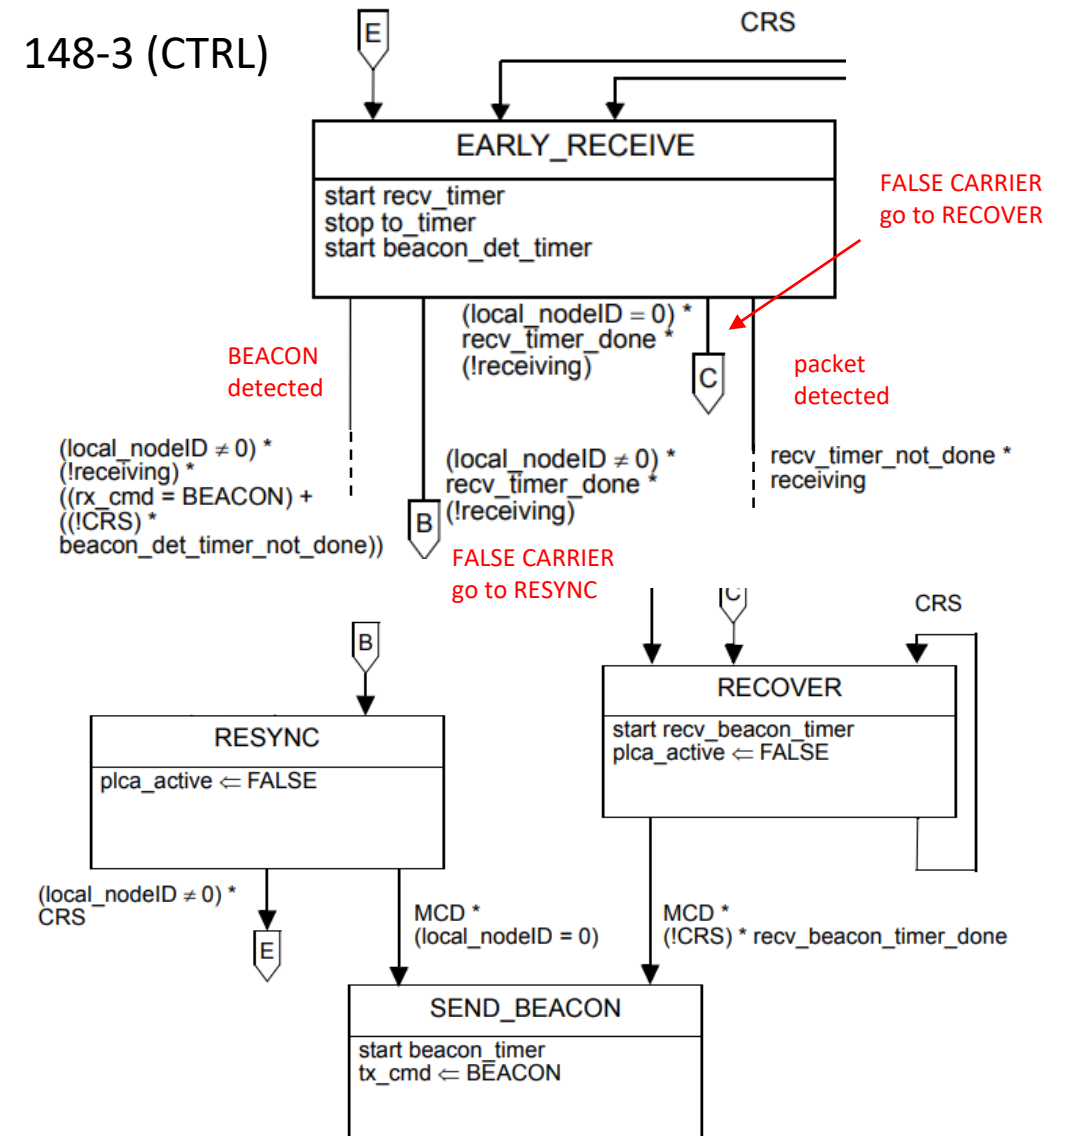 148-3 (CTRL)
E
CRS
EARLY_RECEIVE
start recv_timer
stop to_timer
start beacon_det_timer
FALSE CARRIER
go to RECOVER
(local_nodeID = 0) *
recv_timer_done *
(!receiving)
C
BEACON
detected
packet
detected
(local_nodeID ≠ 0) *
(!receiving) *
((rx_cmd = BEACON) +
((!CRS) *
beacon_det_timer_not_done))
(local_nodeID ≠ 0) *
recv_timer_done *
(!receiving)
B
recv_timer_not_done *
receiving
FALSE CARRIER
go to RESYNC
B
C
CRS
RESYNC
plca_active ⇐ FALSE
RECOVER
start recv_beacon_timer
plca_active ⇐ FALSE
(local_nodeID ≠ 0) *
CRS
E
MCD *
(local_nodeID = 0)
MCD *
(!CRS) * recv_beacon_timer_done
SEND_BEACON
start beacon_timer
tx_cmd ⇐ BEACON